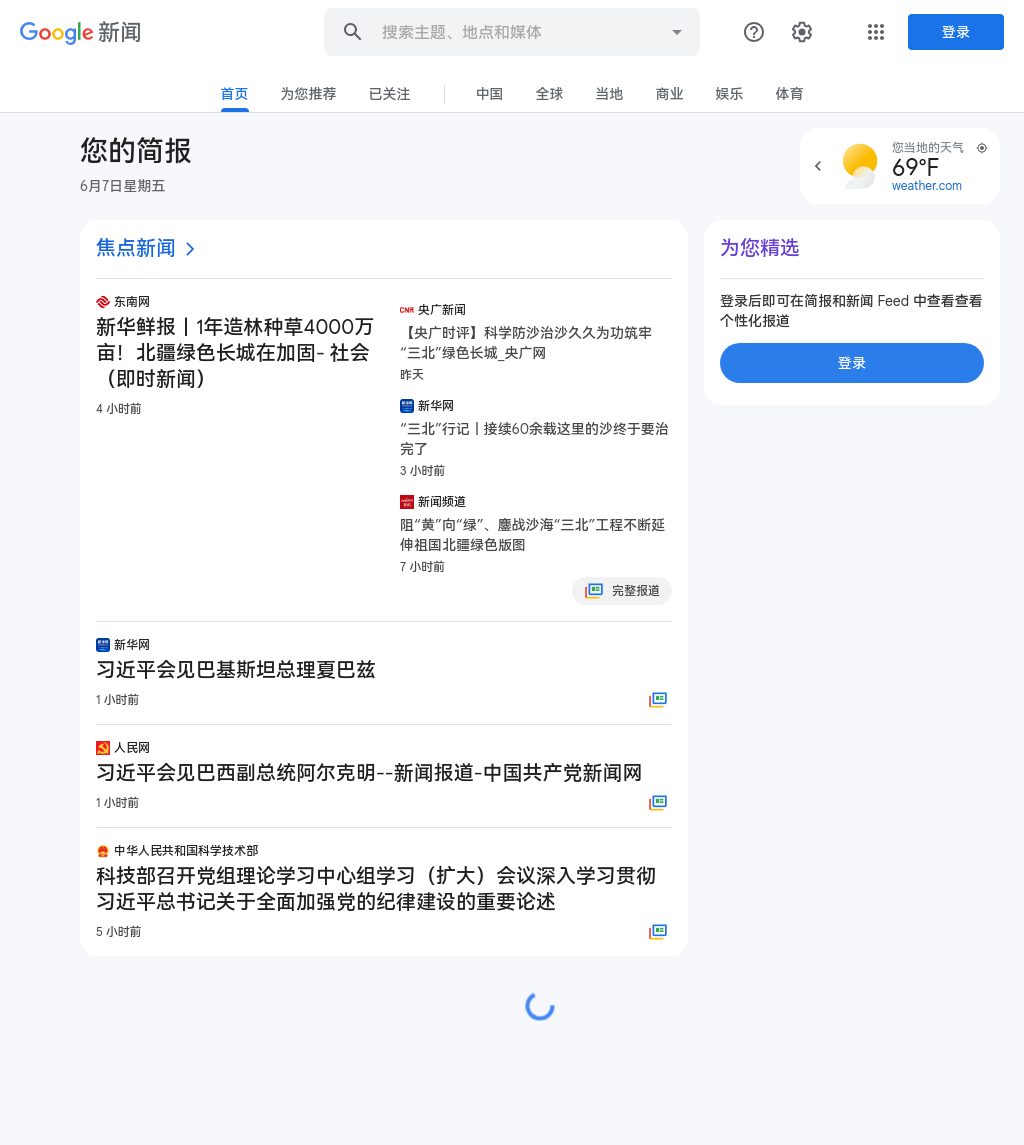 Google 新闻
搜索主题、地点和媒体
登录
首页
为您推荐
已关注
中国
全球
当地
商业
娱乐
体育
您的简报
6月7日星期五
您当地的天气
69°F
weather.com
焦点新闻
东南网
新华鲜报丨1年造林种草4000万
亩！北疆绿色长城在加固- 社会
（即时新闻）
4 小时前
CNR 央广新闻
【央广时评】科学防沙治沙久久为功筑牢
“三北”绿色长城_央广网
昨天
新华网
“三北”行记丨接续60余载这里的沙终于要治
完了
3 小时前
新闻频道
阻“黄”向“绿”、鏖战沙海“三北”工程不断延
伸祖国北疆绿色版图
7 小时前
完整报道
新华网
习近平会见巴基斯坦总理夏巴兹
1 小时前
人民网
习近平会见巴西副总统阿尔克明--新闻报道-中国共产党新闻网
1 小时前
中华人民共和国科学技术部
科技部召开党组理论学习中心组学习（扩大）会议深入学习贯彻
习近平总书记关于全面加强党的纪律建设的重要论述
5 小时前
为您精选
登录后即可在简报和新闻 Feed 中查看查看
个性化报道
登录